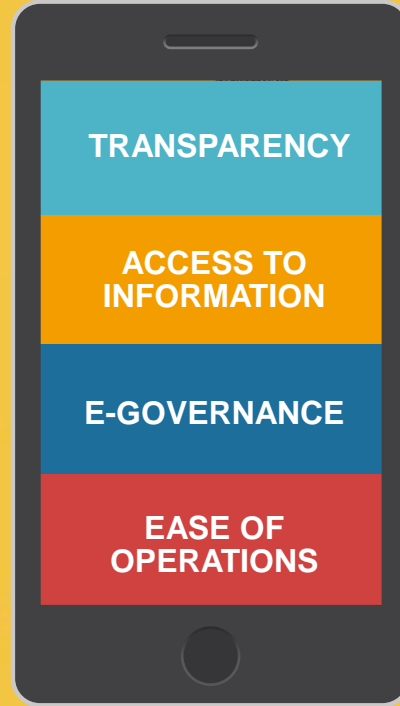 TRANSPARENCY
ACCESS TO
INFORMATION
E-GOVERNANCE
EASE OF
OPERATIONS